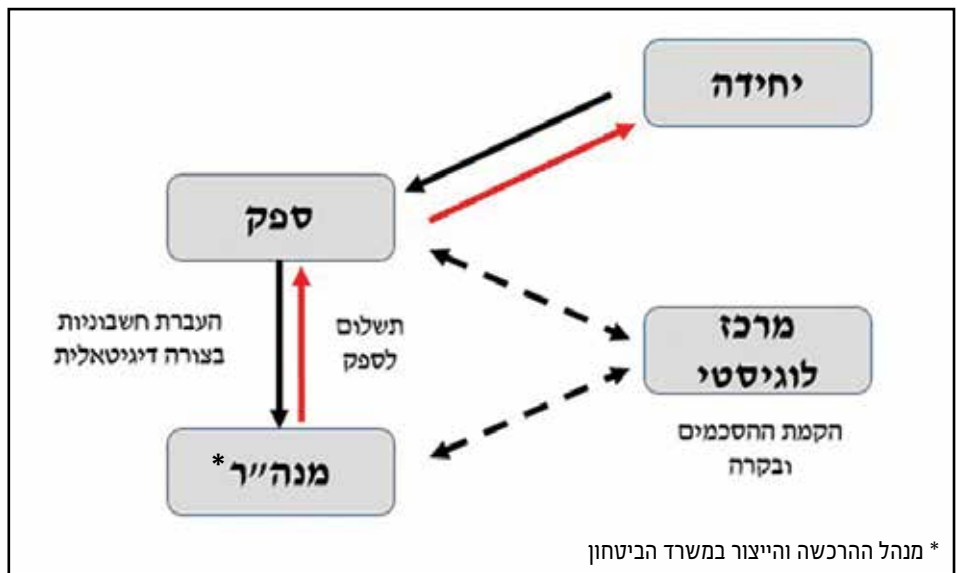 יחידה
ספק
העברת חשבוניות
בצורה דיגיטאלית
תשלום
לספק
מרכז
לוגיסטי
הקמת ההסכמים
ובקרה
מנה״ר*
* מנהל ההרכשה והייצור במשרד הביטחון